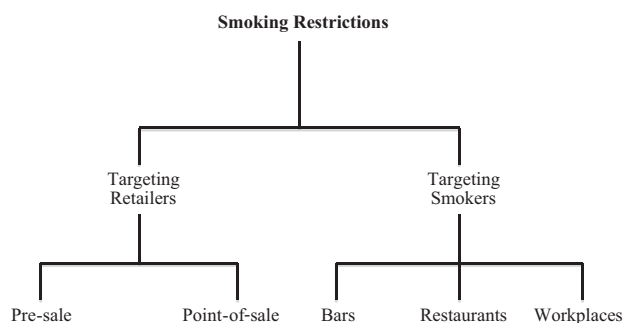 Smoking Restrictions
Targeting
Retailers
Targeting
Smokers
Pre-sale
Point-of-sale
Bars
Restaurants
Workplaces